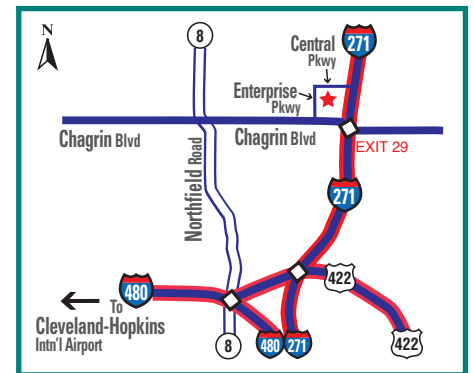 N
8
271
Central
Pkwy
Enterprise
Pkwy
Chagrin Blvd
Chagrin Blvd
EXIT 29
Northfield Road
271
422
480
To
Cleveland-Hopkins
Intn'l Airport
8
480
271
422